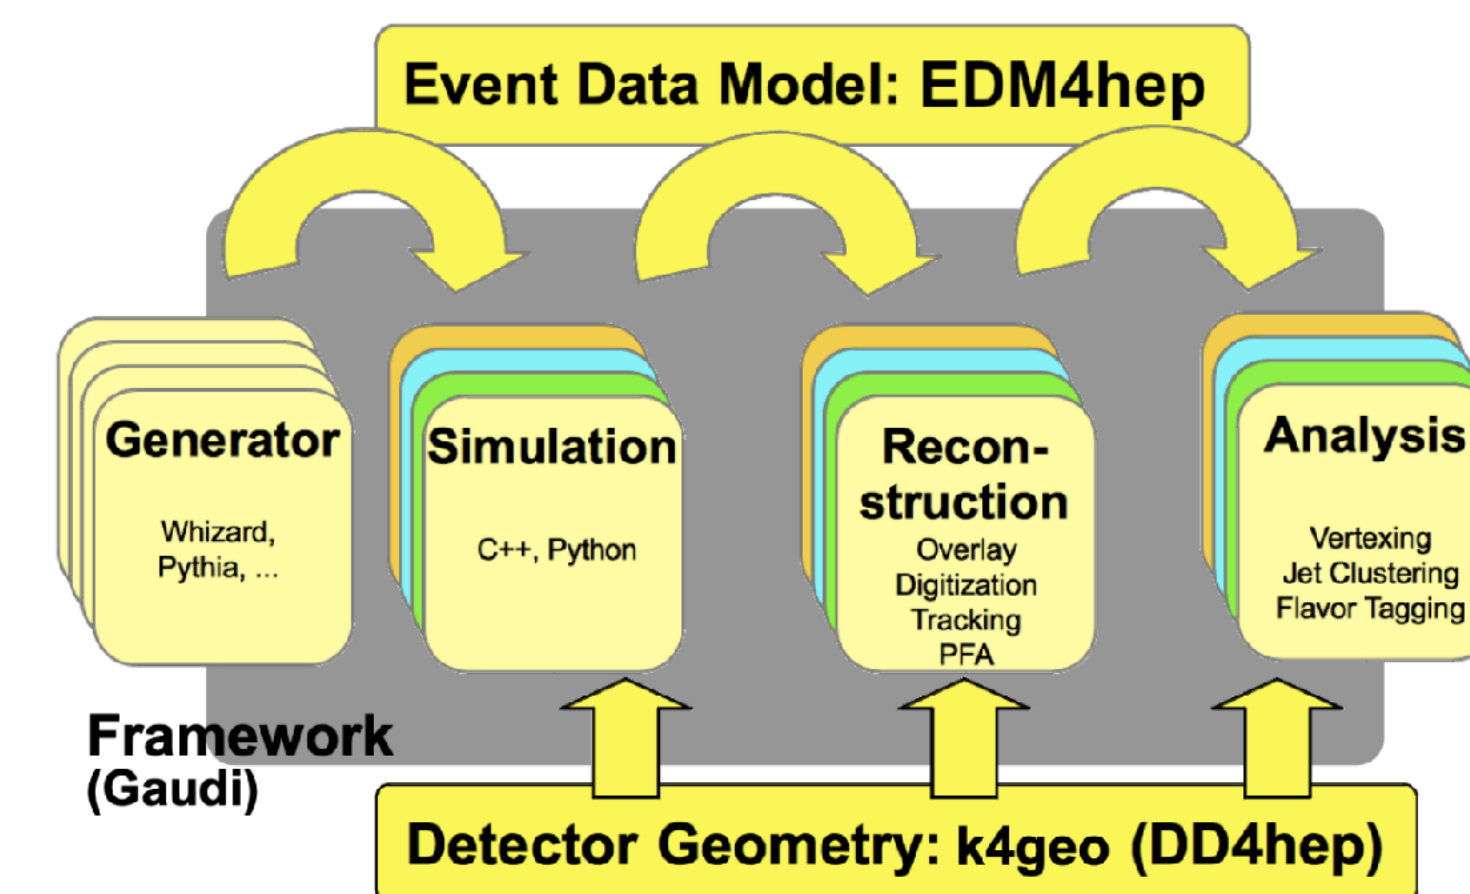 Event Data Model: EDM4hep
Generator
Whizard,
Pythia, ...
Simulation
C++, Python
Recon-
struction
Overlay
Digitization
Tracking
PFA
Analysis
Vertexing
Jet Clustering
Flavor Tagging
Framework
(Gaudi)
Detector Geometry: k4geo (DD4hep)